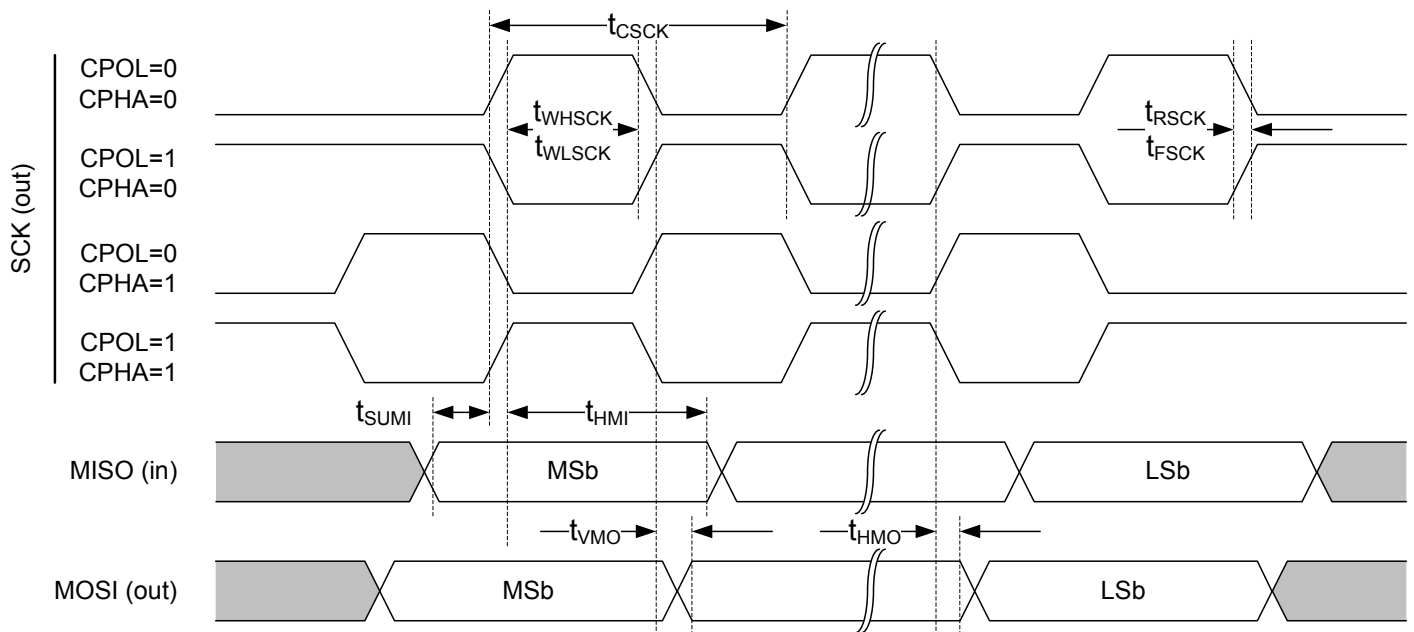 tCSCK
SCK (out)
CPOL=0
CPHA=0
tWHSCK
tWLSCK
tRSCK
tFSCK
CPOL=1
CPHA=0
CPOL=0
CPHA=1
CPOL=1
CPHA=1
tSUMI
tHMI
MISO (in)
MSb
LSb
tVMO
tHMO
MOSI (out)
MSb
LSb